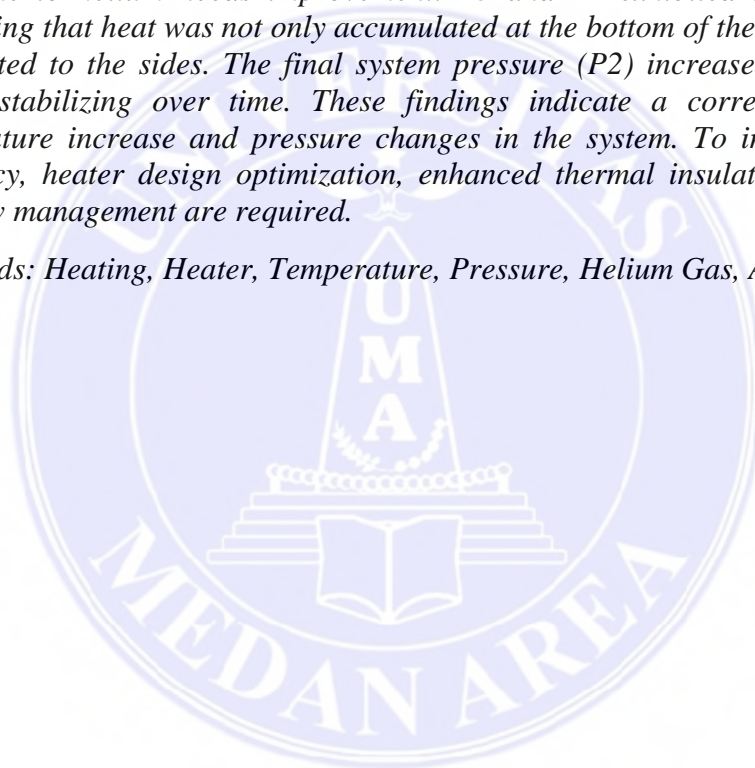 ing that heat was not only accumulated at the bottom of the
ted to the sides. The final system pressure (P2) increase
stabilizing over time. These findings indicate a corre
ture increase and pressure changes in the system. To i
cy, heater design optimization, enhanced thermal insulat
y management are required.
ds: Heating, Heater, Temperature, Pressure, Helium Gas,
UNIVERSITAS
UMA
MEDAN AREA